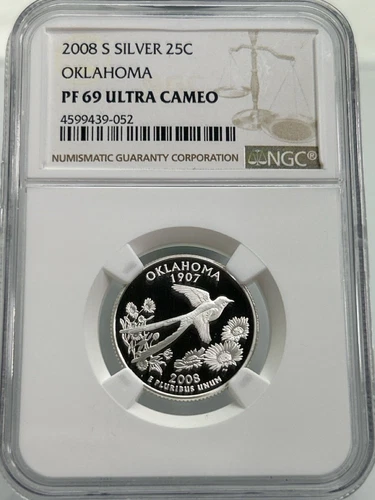 2008 S SILVER 25C
OKLAHOMA
PF 69 ULTRA CAMEO
4599439-052
NUMISMATIC GUARANTY CORPORATION
NGC®
OKLAHOMA
1907
2008
E PLURIBUS UNUM